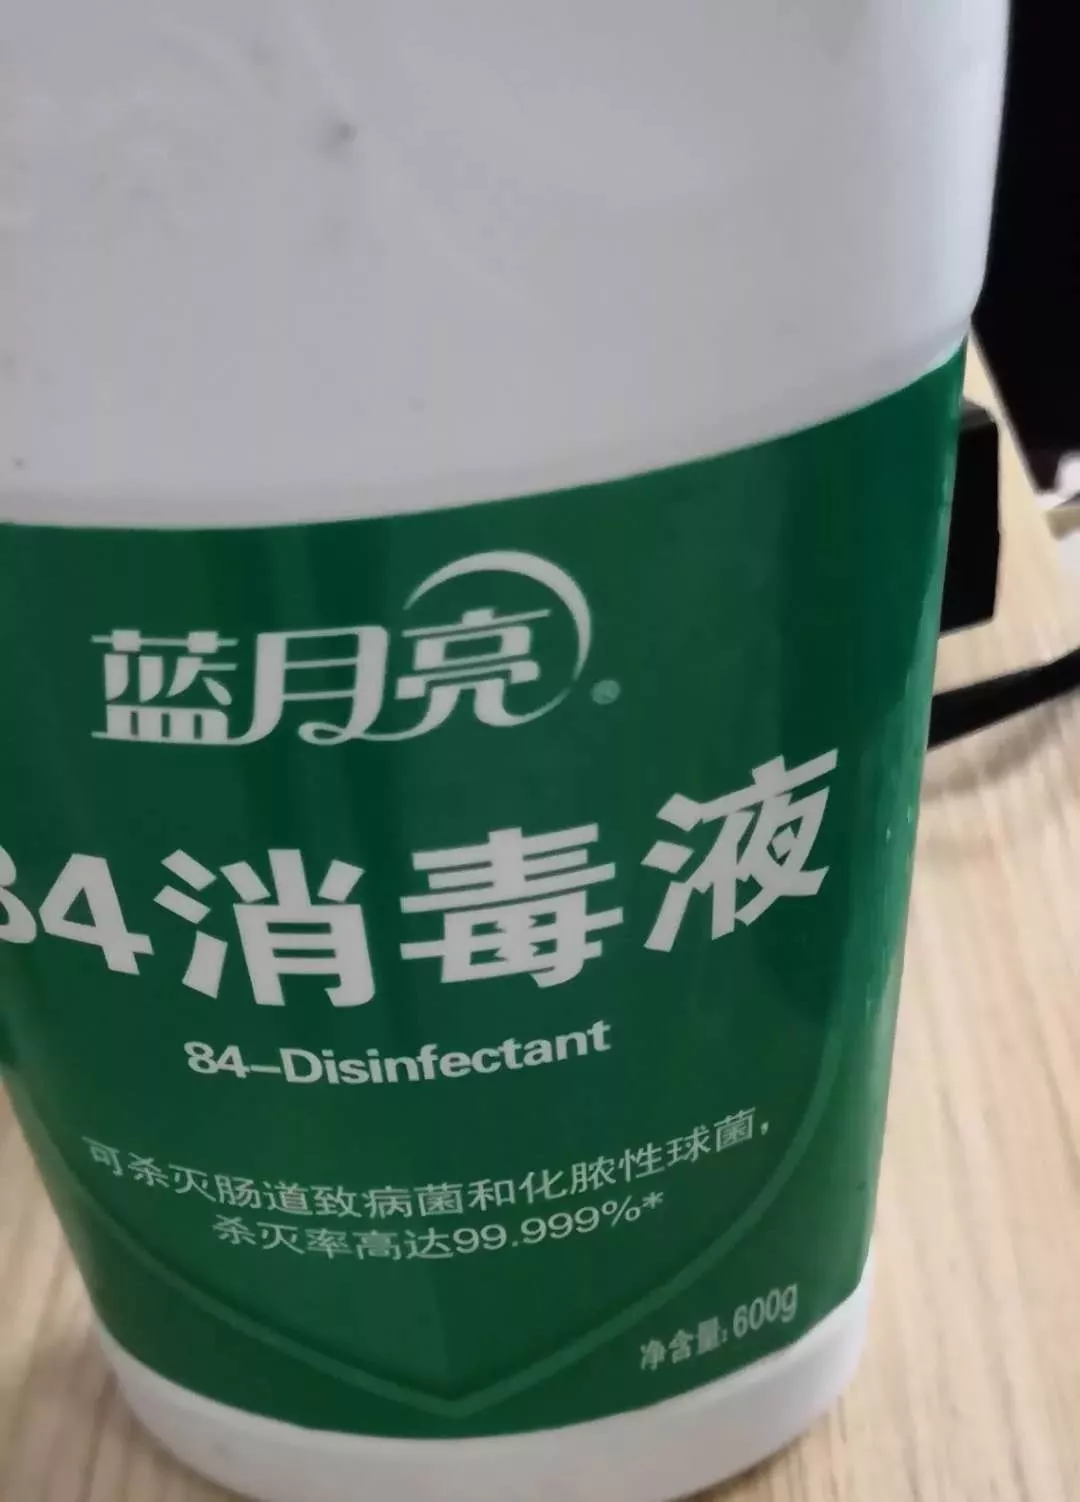 蓝月亮®
84消毒液
84-Disinfectant
可杀灭肠道致病菌和化脓性球菌,
杀灭率高达99.999%*
净含量:600g